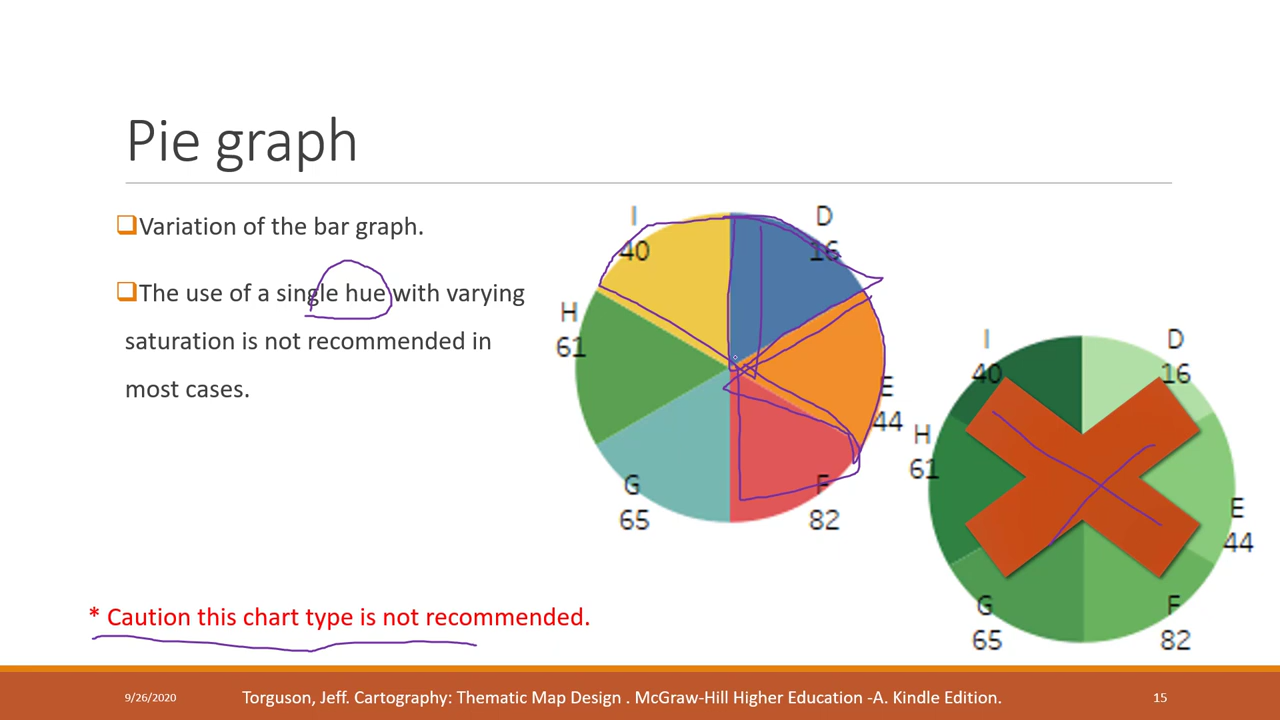 Pie graph
Variation of the bar graph.
The use of a single hue with varying
saturation is not recommended in
most cases.
I
40
D
16
H
61
E
44
G
65
F
82
I
40
D
16
H
61
E
44
G
65
F
82
* Caution this chart type is not recommended.
9/26/2020
Torguson, Jeff. Cartography: Thematic Map Design . McGraw-Hill Higher Education -A. Kindle Edition.
15